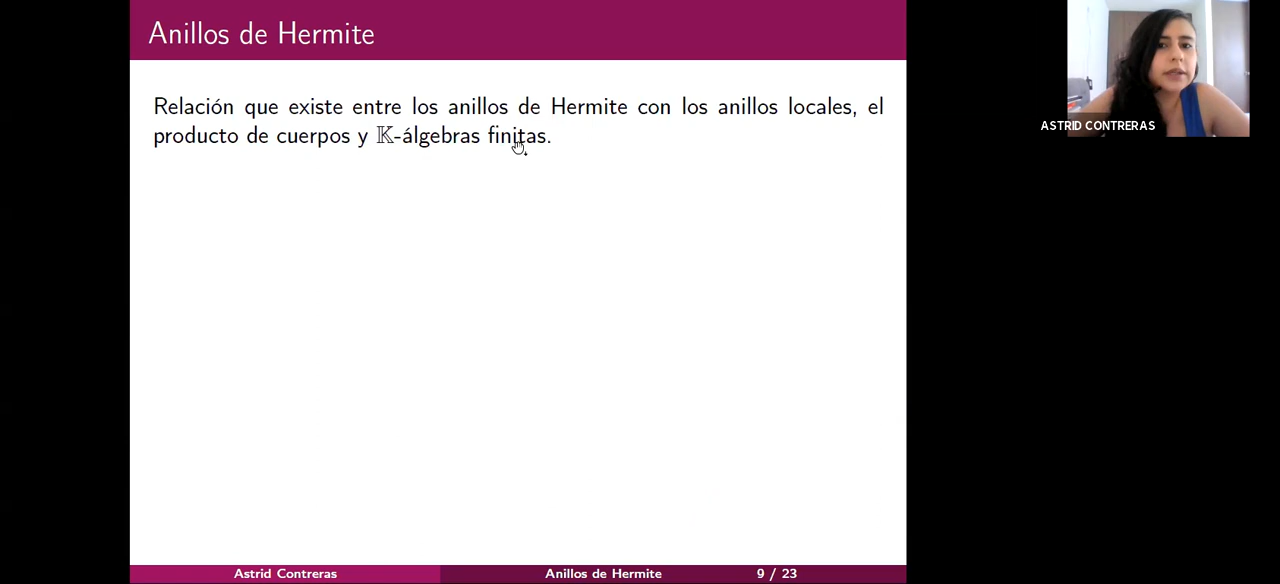 Anillos de Hermite
Relación que existe entre los anillos de Hermite con los anillos locales, el
producto de cuerpos y 𝕂-álgebras finitas.
ASTRID CONTRERAS
Astrid Contreras
Anillos de Hermite
9 / 23